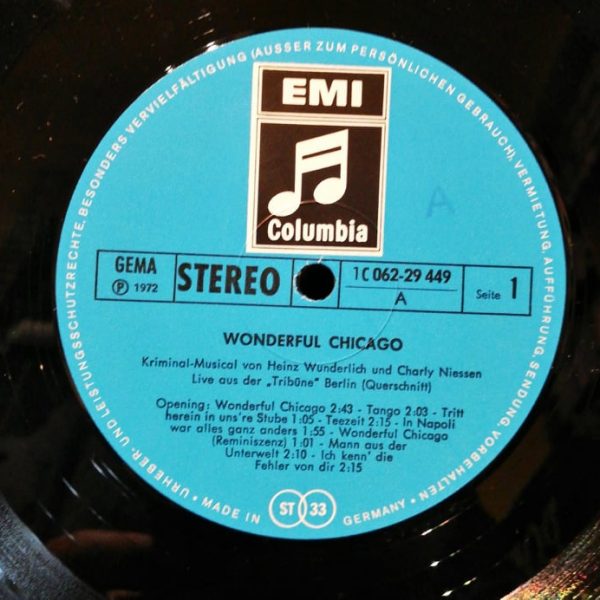 URHEBER- UND LEISTUNGSSCHUTZRECHTE, BESONDERS VERVIELFÄLTIGUNG (AUSSER ZUM PERSÖNLICHEN GEBRAUCH), VERMIETUNG, AUFFÜHRUNG, SENDUNG, VORBEHALTEN
EMI
Columbia
A
GEMA
℗ 1972
STEREO
1 C 062-29 449
A
Seite 1
WONDERFUL CHICAGO
Kriminal-Musical von Heinz Wunderlich und Charly Niessen
Live aus der „Tribüne“ Berlin (Querschnitt)
Opening: Wonderful Chicago 2:43 - Tango 2:03 - Tritt
herein in uns're Stube 1:05 - Teezeit 2:15 - In Napoli
war alles ganz anders 1:55 - Wonderful Chicago
(Reminiszenz) 1:01 - Mann aus der
Unterwelt 2:10 - Ich kenn' die
Fehler von dir 2:15
• MADE IN ST 33 GERMANY •